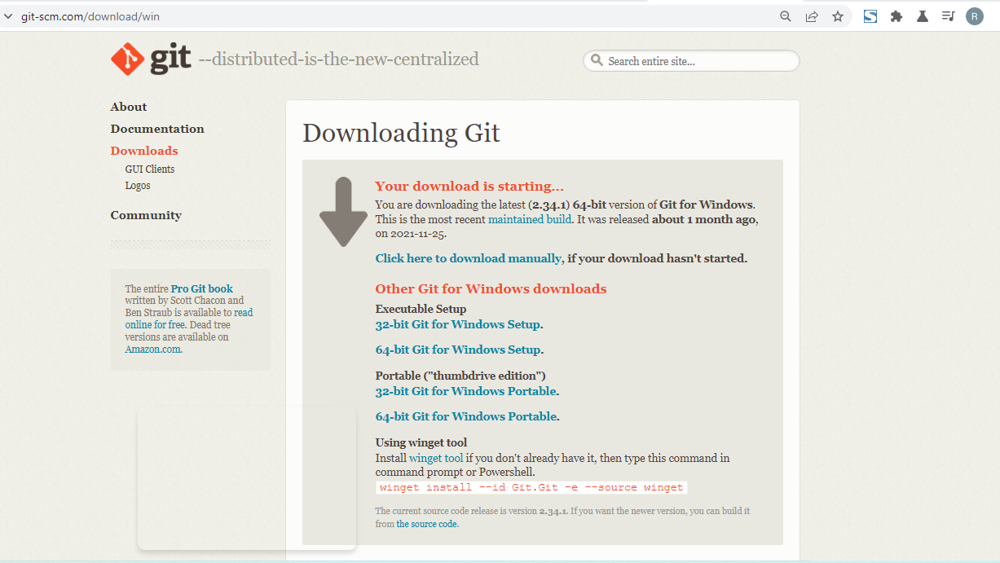 git-scm.com/download/win
R
git --distributed-is-the-new-centralized
Search entire site...
About
Documentation
Downloads
GUI Clients
Logos
Community
The entire Pro Git book
written by Scott Chacon and
Ben Straub is available to read
online for free. Dead tree
versions are available on
Amazon.com.
Downloading Git
Your download is starting...
You are downloading the latest (2.34.1) 64-bit version of Git for Windows.
This is the most recent maintained build. It was released about 1 month ago,
on 2021-11-25.
Click here to download manually, if your download hasn't started.
Other Git for Windows downloads
Executable Setup
32-bit Git for Windows Setup.
64-bit Git for Windows Setup.
Portable ("thumbdrive edition")
32-bit Git for Windows Portable.
64-bit Git for Windows Portable.
Using winget tool
Install winget tool if you don't already have it, then type this command in
command prompt or Powershell.
winget install --id Git.Git -e --source winget
The current source code release is version 2.34.1. If you want the newer version, you can build it
from the source code.